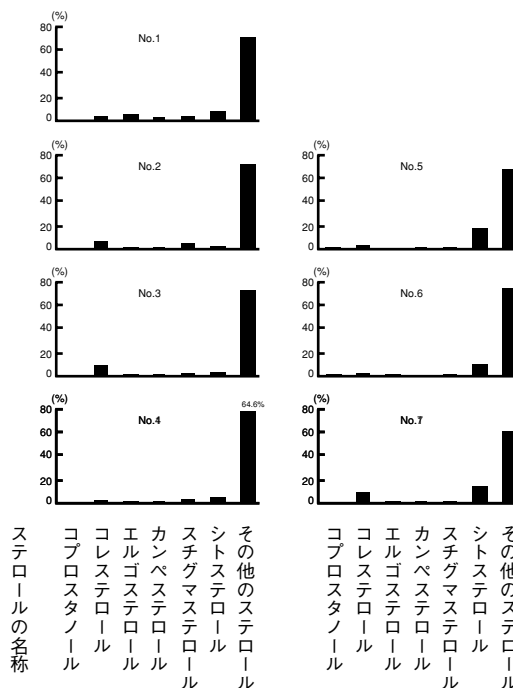 (%)
80
60
40
20
0
No.1
(%)
80
60
40
20
0
No.2
(%)
80
60
40
20
0
No.5
(%)
80
60
40
20
0
No.3
(%)
80
60
40
20
0
No.6
(%)
80
60
40
20
0
No.4
64.6%
(%)
80
60
40
20
0
No.7
ステロールの名称
コプロスタノール
コレステロール
エルゴステロール
カンペステロール
スチグマステロール
シトステロール
その他のステロール
コプロスタノール
コレステロール
エルゴステロール
カンペステロール
スチグマステロール
シトステロール
その他のステロール